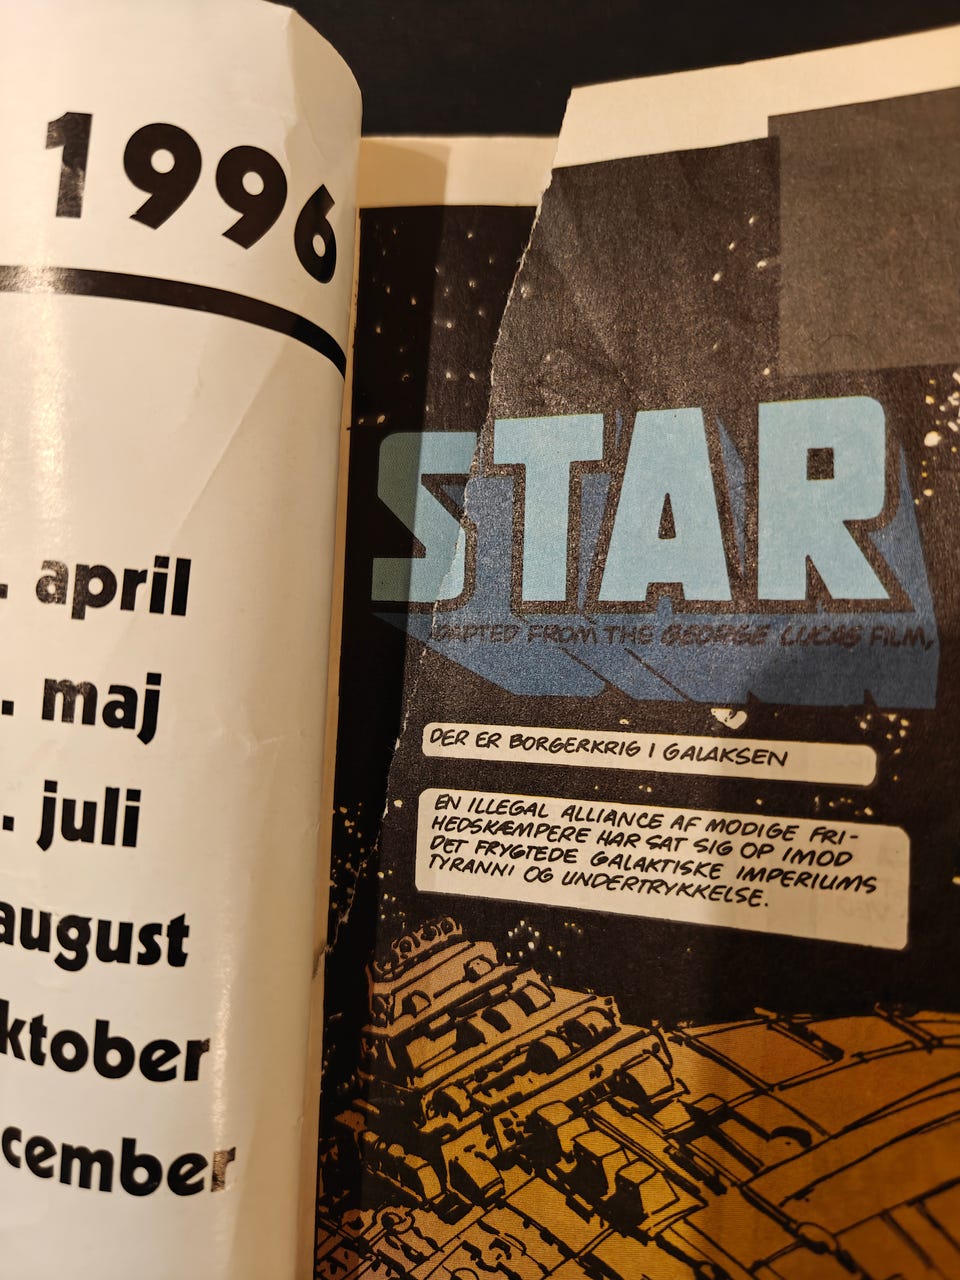 1996
. april
. maj
. juli
august
ktober
cember
STAR
ADAPTED FROM THE GEORGE LUCAS FILM,
DER ER BORGERKRIG I GALAKSEN
EN ILLEGAL ALLIANCE AF MODIGE FRI-
HEDSKÆMPERE HAR SAT SIG OP IMOD
DET FRYGTEDE GALAKTISKE IMPERIUMS
TYRANNI OG UNDERTRYKKELSE.